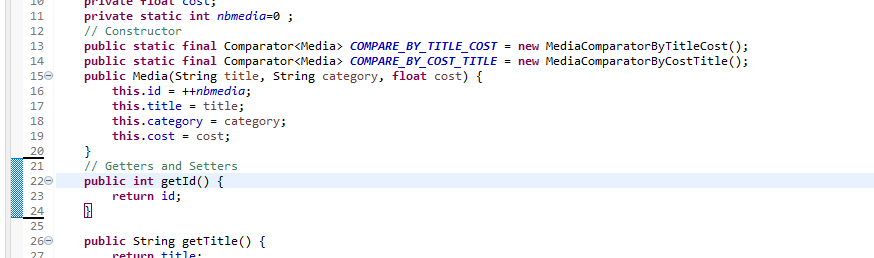 10 private float cost;
11 private static int nbmedia=0 ;
12 // Constructor
13 public static final Comparator<Media> COMPARE_BY_TITLE_COST = new MediaComparatorByTitleCost();
14 public static final Comparator<Media> COMPARE_BY_COST_TITLE = new MediaComparatorByCostTitle();
15 public Media(String title, String category, float cost) {
16 this.id = ++nbmedia;
17 this.title = title;
18 this.category = category;
19 this.cost = cost;
20 }
21 // Getters and Setters
22 public int getId() {
23 return id;
24 }
25
26 public String getTitle() {
27 return title;